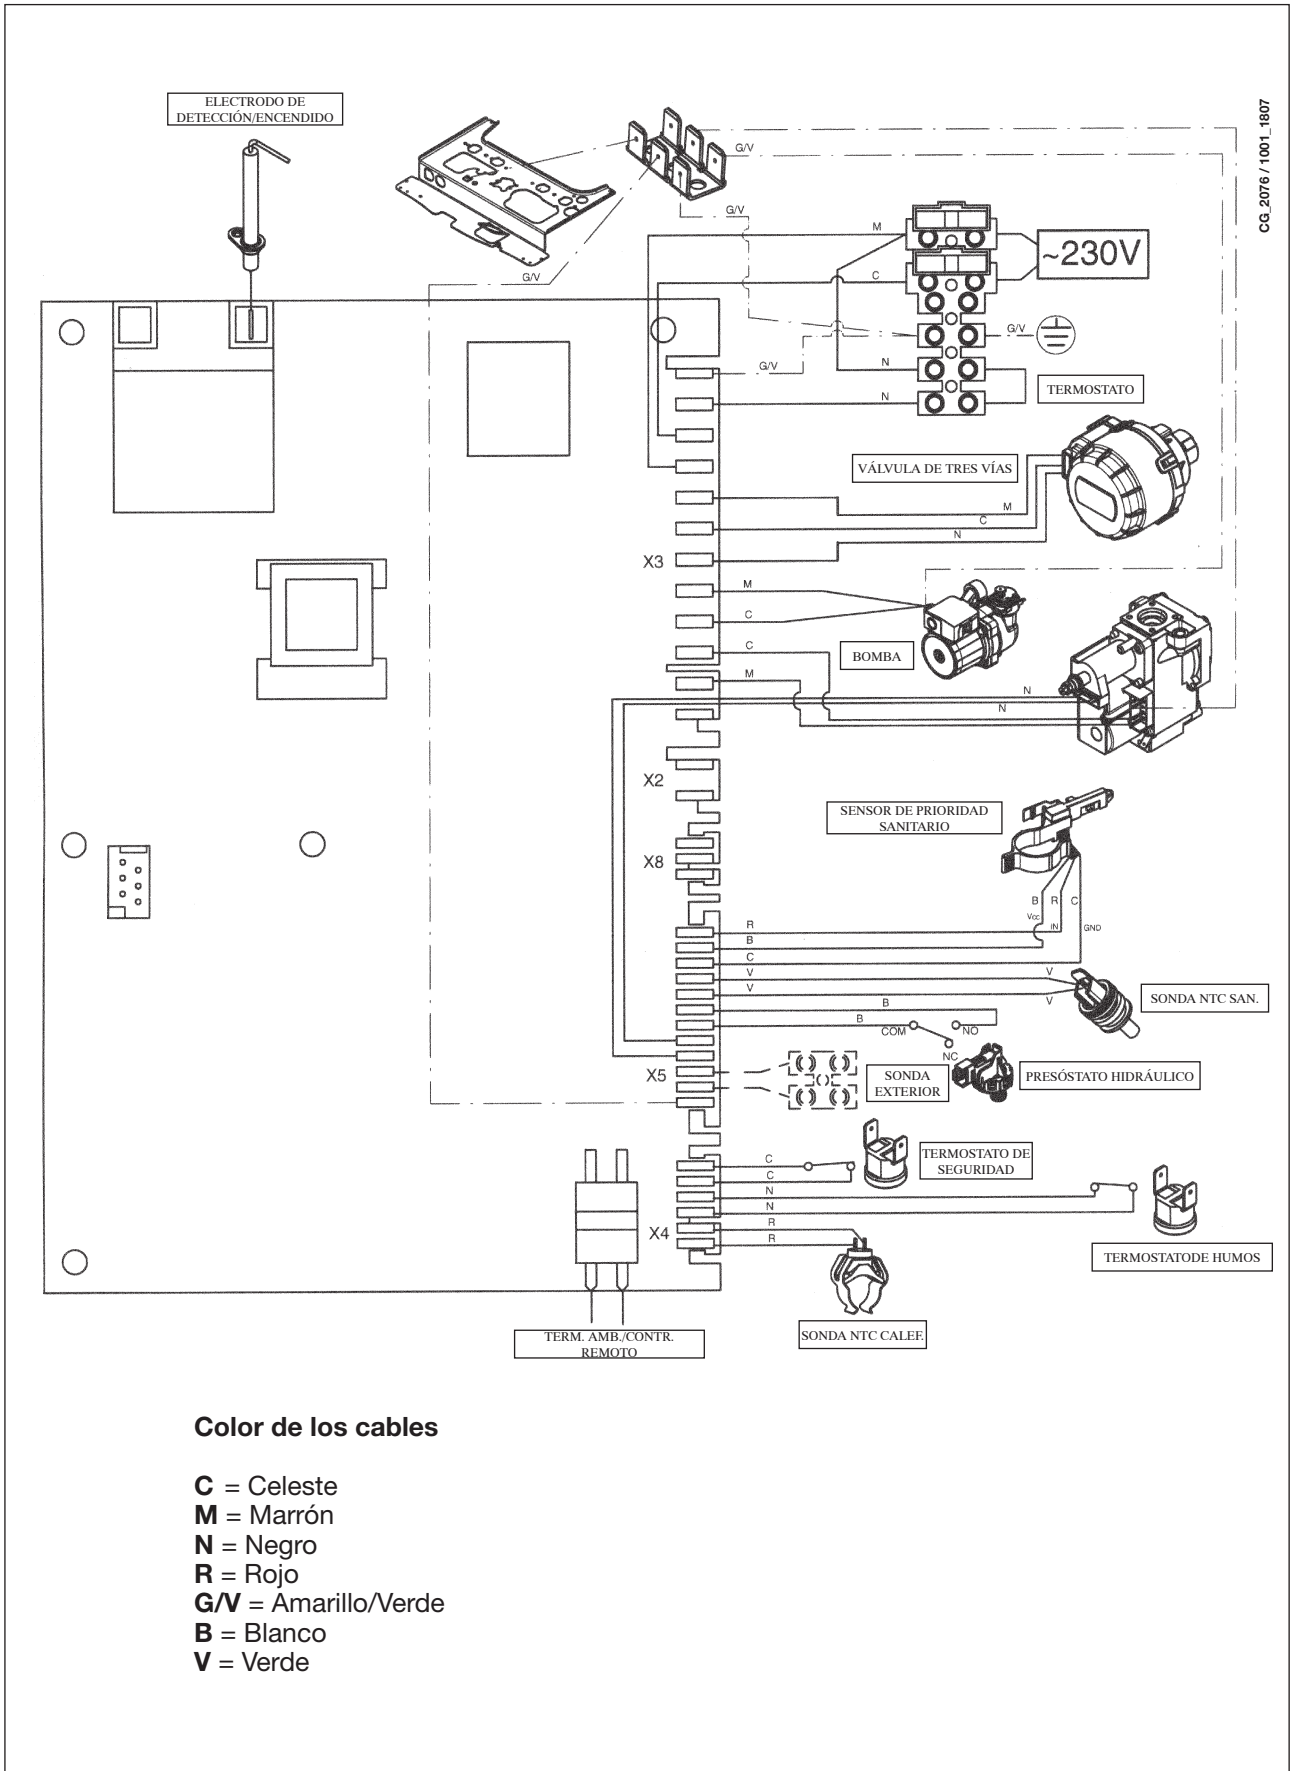 ELECTRODO DE
DETECCIÓN/ENCENDIDO
CG_2076 / 1001_1807
G/V
G/V
G/V
M
~230V
C
G/V
G/V
N
TERMOSTATO
N
VÁLVULA DE TRES VÍAS
M
C
N
X3
M
C
BOMBA
C
M
N
N
X2
SENSOR DE PRIORIDAD
SANITARIO
X8
B R C
Vcc
IN
GND
R
B
C
V
V
V
V
SONDA NTC SAN.
B
B
COM
NO
NC
X5
SONDA
EXTERIOR
PRESÓSTATO HIDRÁULICO
TERMOSTATO DE
SEGURIDAD
C
C
N
N
R
R
X4
TERMOSTATODE HUMOS
SONDA NTC CALEF.
TERM. AMB./CONTR.
REMOTO
Color de los cables
C = Celeste
M = Marrón
N = Negro
R = Rojo
G/V = Amarillo/Verde
B = Blanco
V = Verde